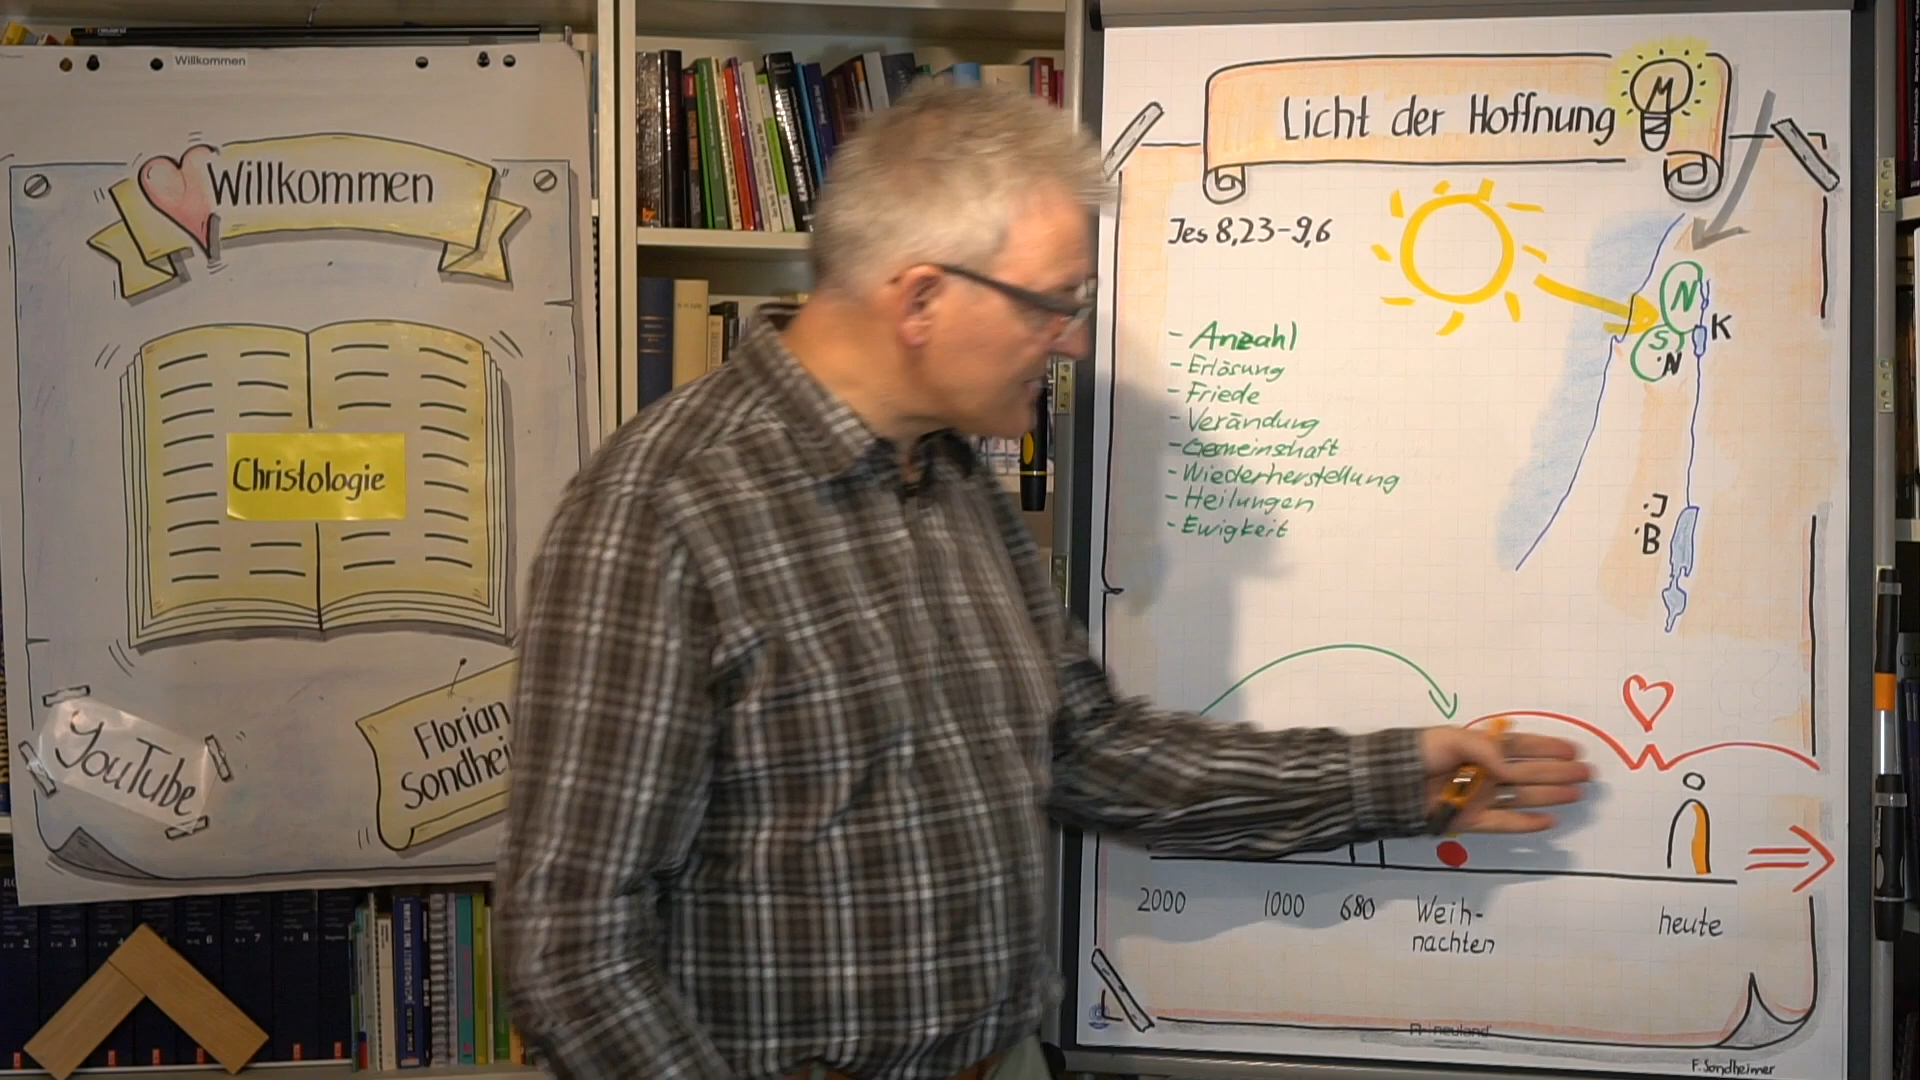 Willkommen
Willkommen
Christologie
YouTube
Florian
Sondhei
Licht der Hoffnung
M
Jes 8,23-9,6
- Anzahl
- Erlösung
- Friede
- Verändung
- Gemeinschaft
- Wiederherstellung
- Heilungen
- Ewigkeit
N
K
S
N
J
B
2000
1000
680
Weih-
nachten
heute
neuland
F. Sondheimer